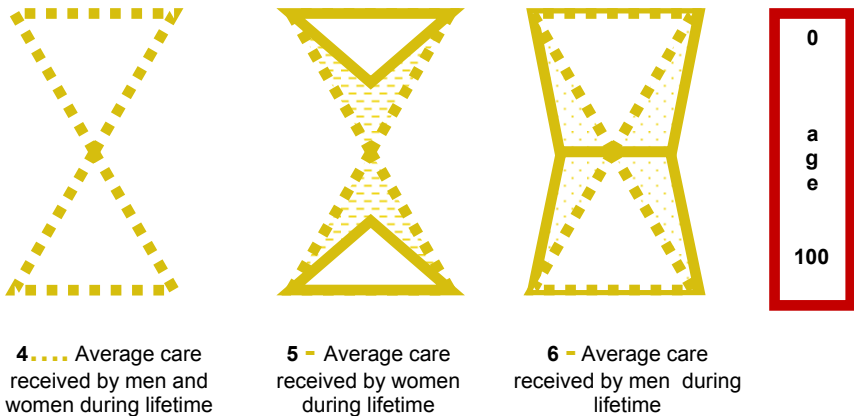 0
a
g
e
100
4.... Average care
received by men and
women during lifetime
5 - Average care
received by women
during lifetime
6 - Average care
received by men during
lifetime